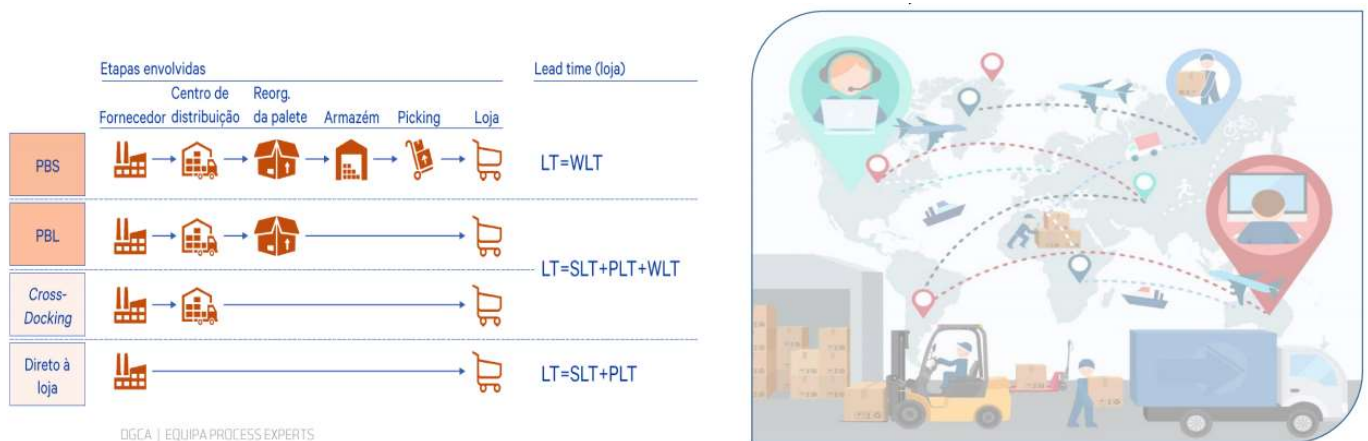 Etapas envolvidas
Lead time (loja)
Fornecedor
Centro de
distribuição
Reorg.
da palete
Armazém
Picking
Loja
PBS
LT=WLT
PBL
LT=SLT+PLT+WLT
Cross-
Docking
Direto à
loja
LT=SLT+PLT
DGCA | EQUIPA PROCESS EXPERTS